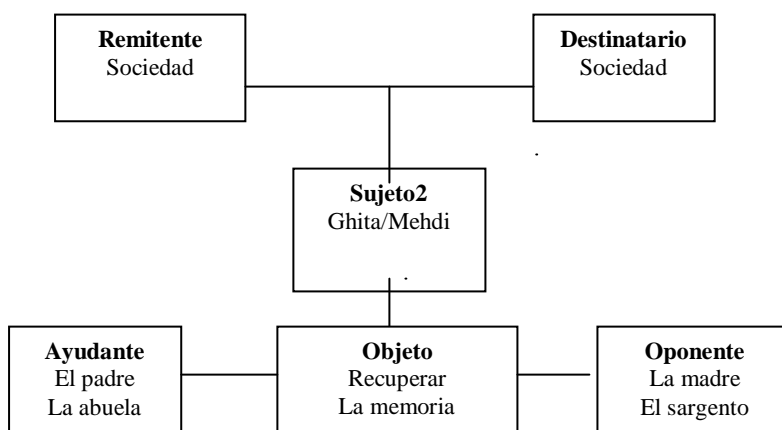 Remitente
Sociedad
Destinatario
Sociedad
Sujeto2
Ghita/Mehdi
Ayudante
El padre
La abuela
Objeto
Recuperar
La memoria
Oponente
La madre
El sargento